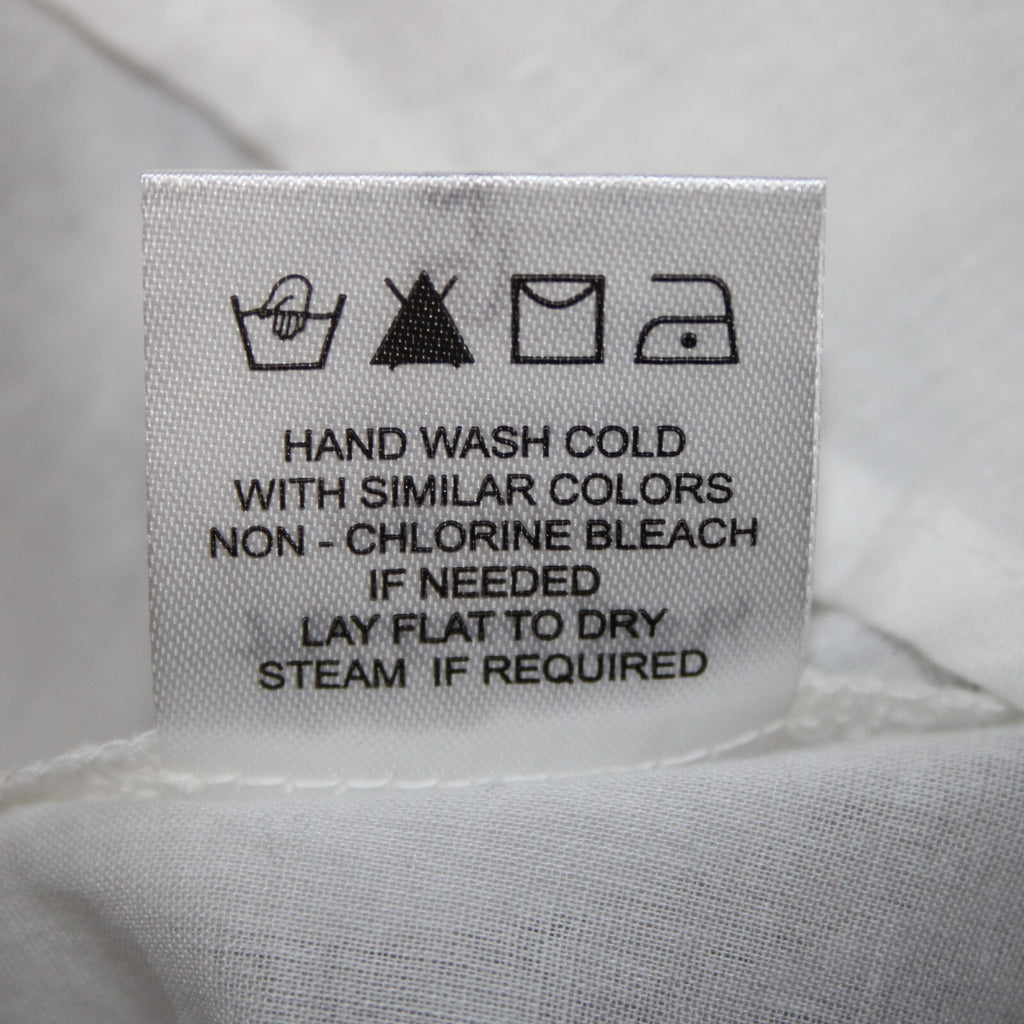 HAND WASH COLD
WITH SIMILAR COLORS
NON - CHLORINE BLEACH
IF NEEDED
LAY FLAT TO DRY
STEAM IF REQUIRED